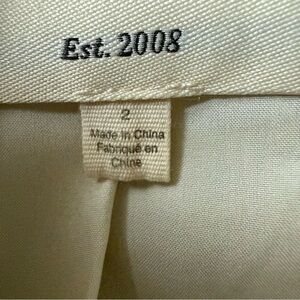 Est. 2008
2
Made in China
Fabriqué en
Chine